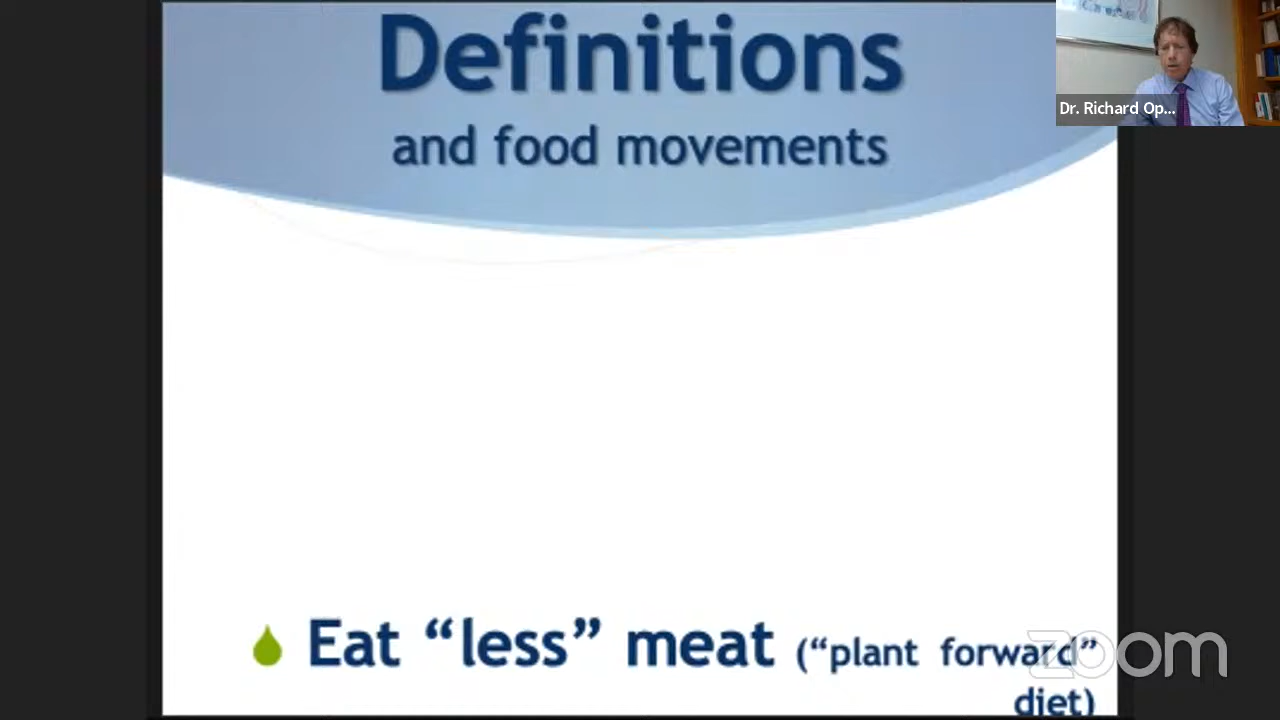 Definitions
and food movements
Dr. Richard Op...
Eat “less” meat (“plant forward”
diet)
zoom